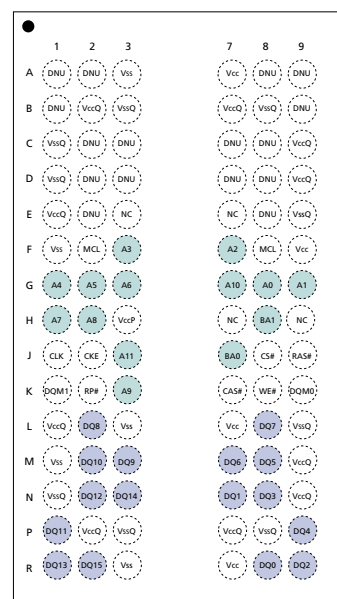 1 2 3 7 8 9
A DNU DNU Vss Vcc DNU DNU
B DNU VccQ VssQ VccQ VssQ DNU
C VssQ DNU DNU DNU DNU VccQ
D VssQ DNU DNU DNU DNU VccQ
E VccQ DNU NC NC DNU VssQ
F Vss MCL A3 A2 MCL Vcc
G A4 A5 A6 A10 A0 A1
H A7 A8 VccP NC BA1 NC
J CLK CKE A11 BA0 CS# RAS#
K DQM1 RP# A9 CAS# WE# DQM0
L VccQ DQ8 Vss Vcc DQ7 VssQ
M Vss DQ10 DQ9 DQ6 DQ5 VccQ
N VssQ DQ12 DQ14 DQ1 DQ3 VccQ
P DQ11 VccQ VssQ VccQ VssQ DQ4
R DQ13 DQ15 Vss Vcc DQ0 DQ2